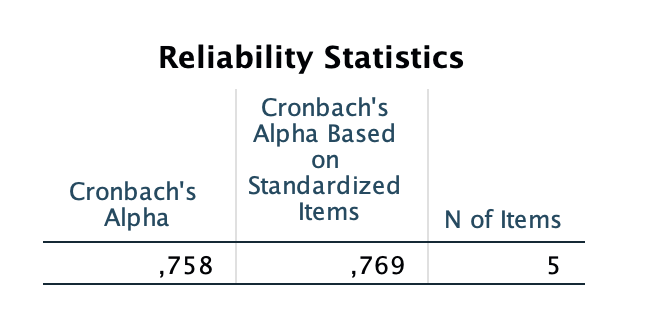 Reliability Statistics
Cronbach's
Alpha
Cronbach's
Alpha Based
on
Standardized
Items
N of Items
,758
,769
5